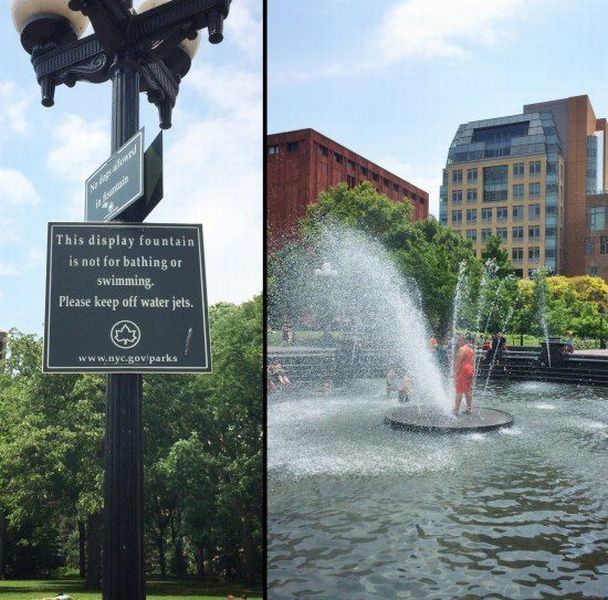 No dogs allowed
in fountain
This display fountain
is not for bathing or
swimming.
Please keep off water jets.
www.nyc.gov/parks